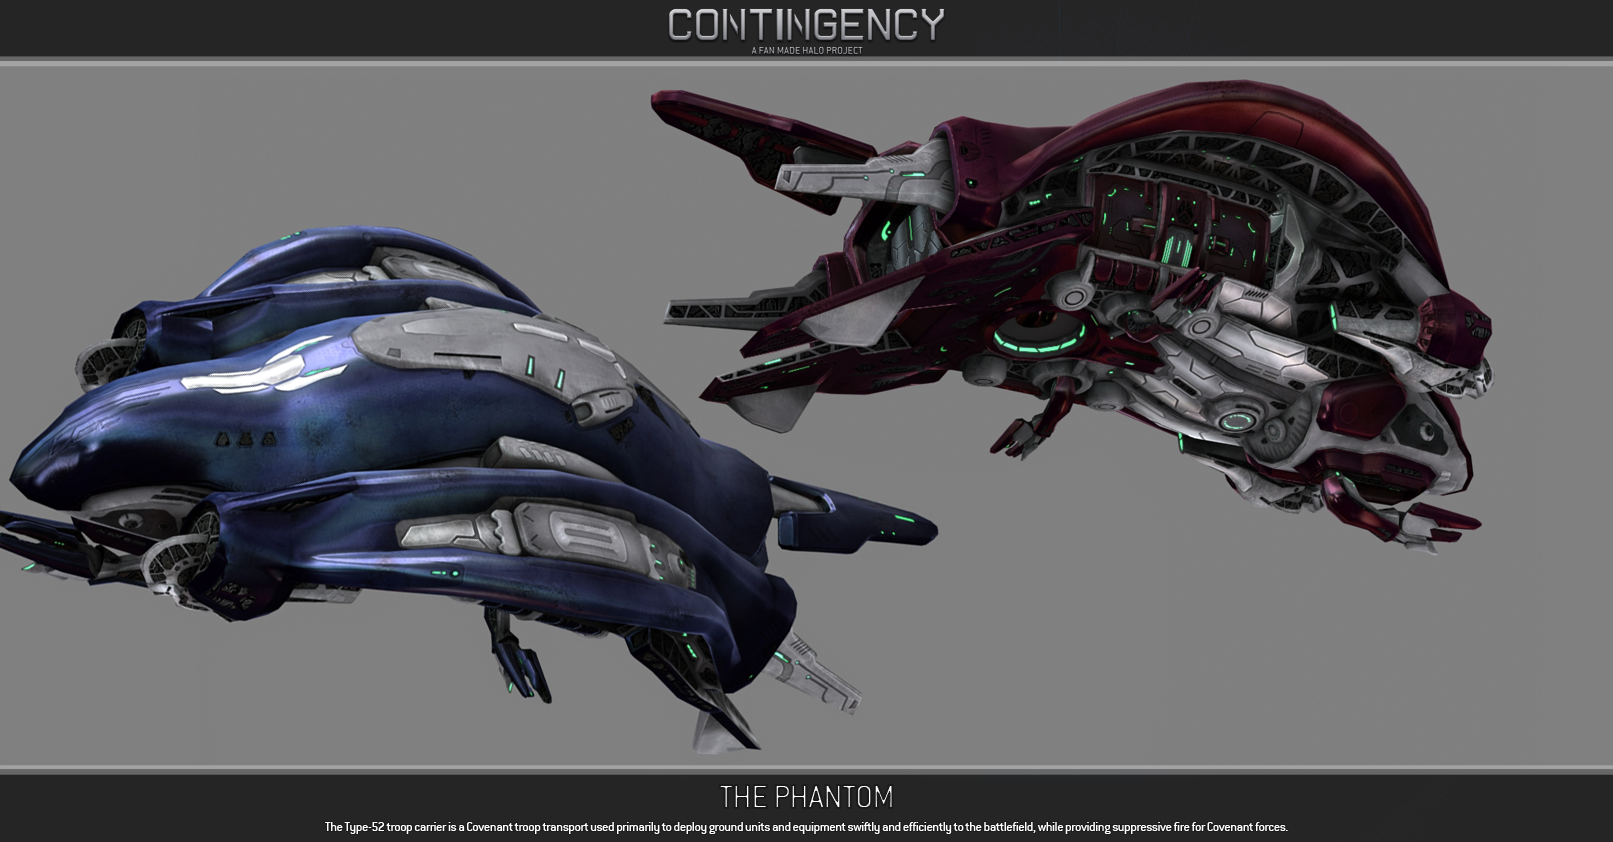 CONTINGENCY
A FAN MADE HALO PROJECT
THE PHANTOM
The Type-52 troop carrier is a Covenant troop transport used primarily to deploy ground units and equipment swiftly and efficiently to the battlefield, while providing suppressive fire for Covenant forces.